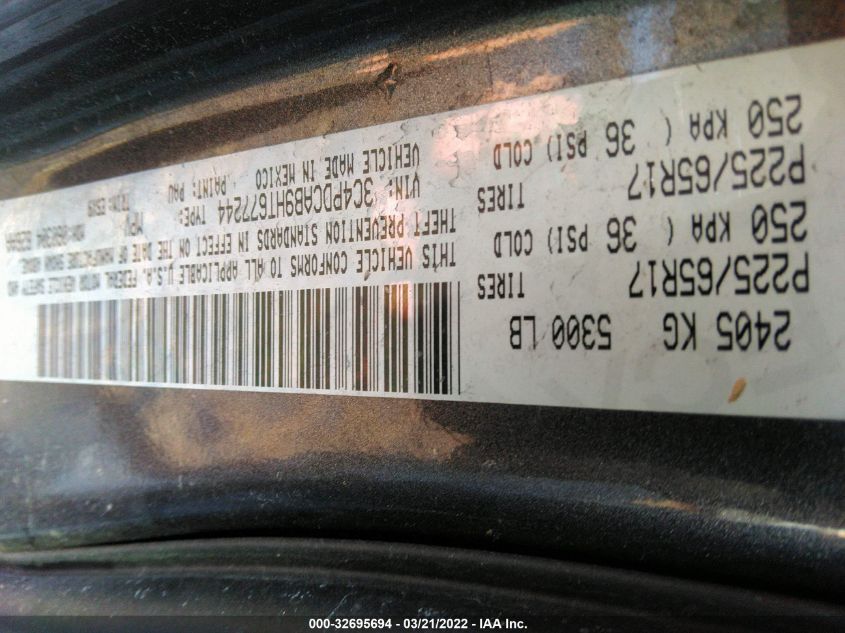 2405 KG 5300 LB
P225/65R17 TIRES
250 KPA ( 36 PSI) COLD
P225/65R17 TIRES
250 KPA ( 36 PSI) COLD
THIS VEHICLE CONFORMS TO ALL APPLICABLE U.S.A. FEDERAL MOTOR VEHICLE SAFETY AND
THEFT PREVENTION STANDARDS IN EFFECT ON THE DATE OF MANUFACTURE SHOWN ABOVE.
VIN: 3C4PDCAB9HT677244 TYPE: MPV
VEHICLE MADE IN MEXICO PAINT: PAU
000-32695694 - 03/21/2022 - IAA Inc.